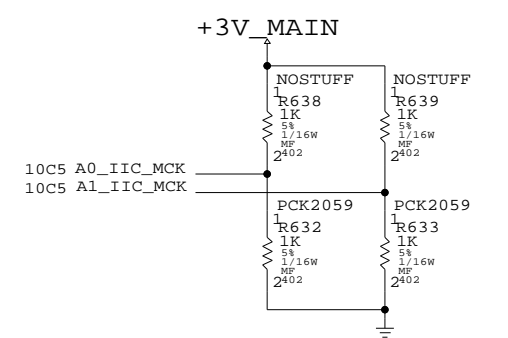 +3V_MAIN
NOSTUFF
1
R638
1K
5%
1/16W
MF
2
402
NOSTUFF
1
R639
1K
5%
1/16W
MF
2
402
10C5 A0_IIC_MCK
10C5 A1_IIC_MCK
PCK2059
1
R632
1K
5%
1/16W
MF
2
402
PCK2059
1
R633
1K
5%
1/16W
MF
2
402